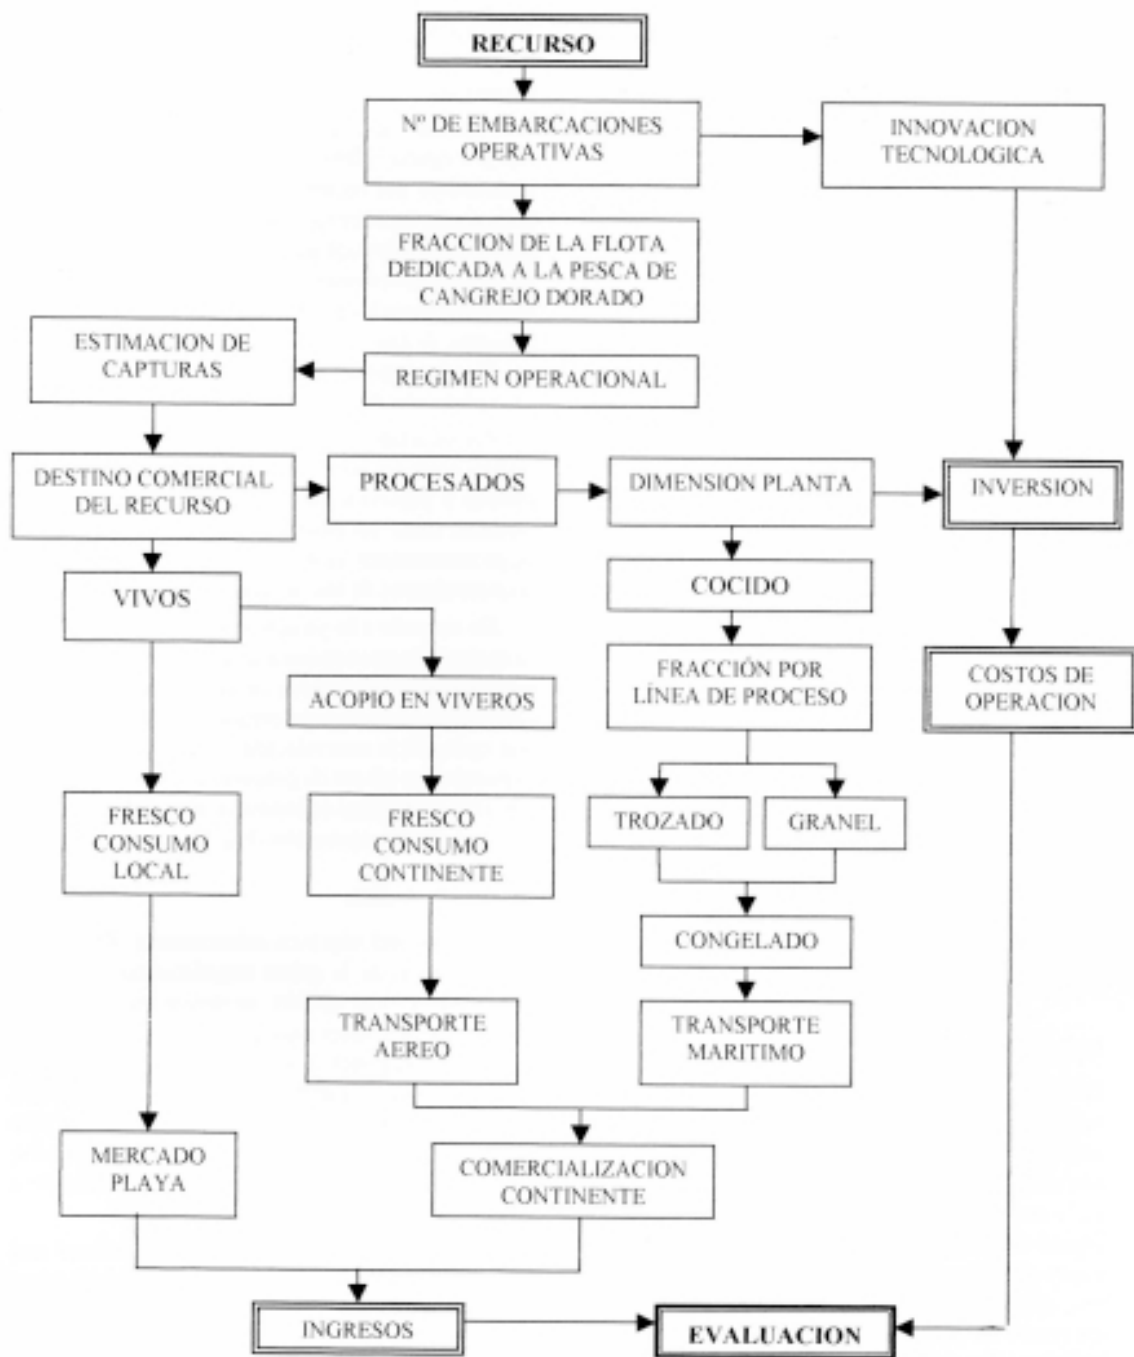 RECURSO
Nº DE EMBARCACIONES
OPERATIVAS
INNOVACION
TECNOLOGICA
FRACCION DE LA FLOTA
DEDICADA A LA PESCA DE
CANGREJO DORADO
ESTIMACION DE
CAPTURAS
REGIMEN OPERACIONAL
DESTINO COMERCIAL
DEL RECURSO
PROCESADOS
DIMENSION PLANTA
INVERSION
VIVOS
COCIDO
ACOPIO EN VIVEROS
FRACCIÓN POR
LÍNEA DE PROCESO
COSTOS DE
OPERACION
FRESCO
CONSUMO
LOCAL
FRESCO
CONSUMO
CONTINENTE
TROZADO
GRANEL
CONGELADO
TRANSPORTE
AEREO
TRANSPORTE
MARITIMO
MERCADO
PLAYA
COMERCIALIZACION
CONTINENTE
INGRESOS
EVALUACION